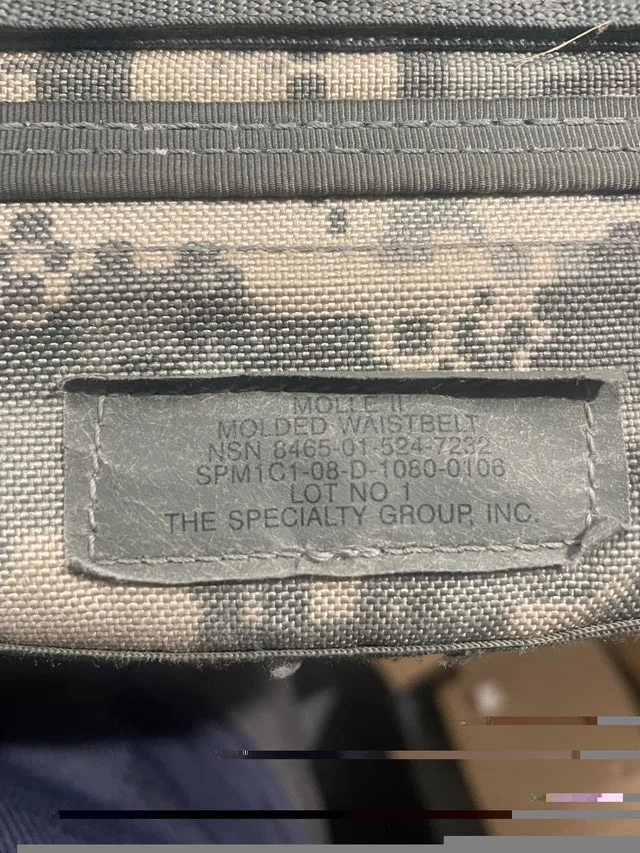 MOLLE II
MOLDED WAISTBELT
NSN 8465-01-524-7232
SPM1C1-08-D-1080-0106
LOT NO 1
THE SPECIALTY GROUP, INC.